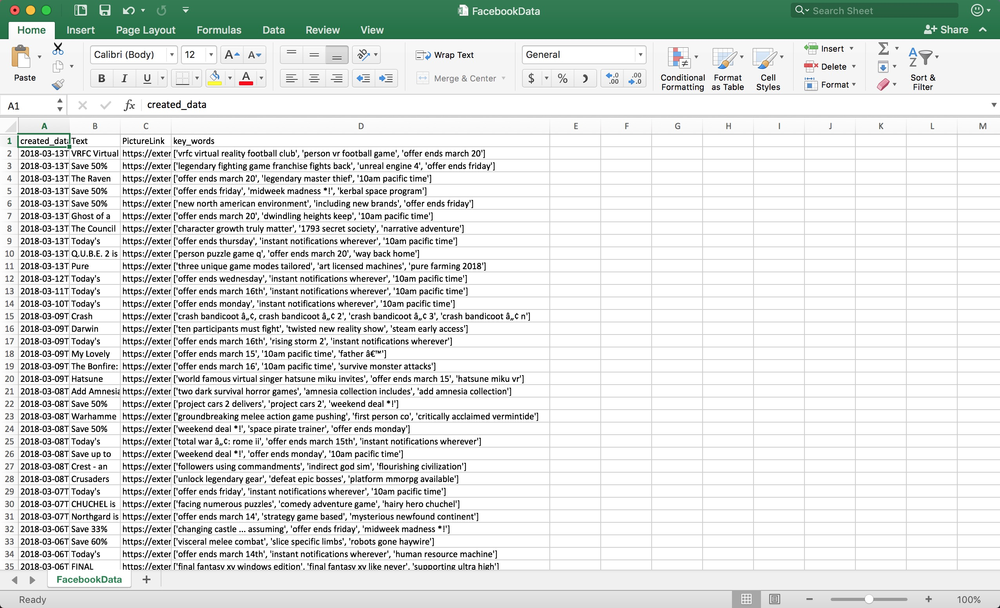 FacebookData
Search Sheet
Home Insert Page Layout Formulas Data Review View
Share
Paste
Calibri (Body) 12
B I U A
Wrap Text
Merge & Center
General
$ %
Conditional Formatting
Format as Table
Cell Styles
Insert
Delete
Format
Sort & Filter
A1 fx created_data
A B C D E F G H I J K L M
1 created_data Text PictureLink key_words
2 2018-03-13T VRFC Virtual https://exter ['vrfc virtual reality football club', 'person vr football game', 'offer ends march 20']
3 2018-03-13T Save 50% https://exter ['legendary fighting game franchise fights back', 'unreal engine 4', 'offer ends friday']
4 2018-03-13T The Raven https://exter ['offer ends march 20', 'legendary master thief', '10am pacific time']
5 2018-03-13T Save 50% https://exter ['offer ends friday', 'midweek madness *!', 'kerbal space program']
6 2018-03-13T Save 50% https://exter ['new north american environment', 'including new brands', 'offer ends friday']
7 2018-03-13T Ghost of a https://exter ['offer ends march 20', 'dwindling heights keep', '10am pacific time']
8 2018-03-13T The Council https://exter ['character growth truly matter', '1793 secret society', 'narrative adventure']
9 2018-03-13T Today's https://exter ['offer ends thursday', 'instant notifications wherever', '10am pacific time']
10 2018-03-13T Q.U.B.E. 2 is https://exter ['person puzzle game q', 'offer ends march 20', 'way back home']
11 2018-03-13T Pure https://exter ['three unique game modes tailored', 'art licensed machines', 'pure farming 2018']
12 2018-03-12T Today's https://exter ['offer ends wednesday', 'instant notifications wherever', '10am pacific time']
13 2018-03-11T Today's https://exter ['offer ends march 16th', 'instant notifications wherever', '10am pacific time']
14 2018-03-10T Today's https://exter ['offer ends monday', 'instant notifications wherever', '10am pacific time']
15 2018-03-09T Crash https://exter ['crash bandicoot â„¢, crash bandicoot â„¢ 2', 'crash bandicoot â„¢ 3', 'crash bandicoot â„¢ n']
16 2018-03-09T Darwin https://exter ['ten participants must fight', 'twisted new reality show', 'steam early access']
17 2018-03-09T Today's https://exter ['offer ends march 16th', 'rising storm 2', 'instant notifications wherever']
18 2018-03-09T My Lovely https://exter ['offer ends march 15', '10am pacific time', 'father â€™']
19 2018-03-09T The Bonfire: https://exter ['offer ends march 16', '10am pacific time', 'survive monster attacks']
20 2018-03-09T Hatsune https://exter ['world famous virtual singer hatsune miku invites', 'offer ends march 15', 'hatsune miku vr']
21 2018-03-08T Add Amnesia https://exter ['two dark survival horror games', 'amnesia collection includes', 'add amnesia collection']
22 2018-03-08T Save 50% https://exter ['project cars 2 delivers', 'project cars 2', 'weekend deal *!']
23 2018-03-08T Warhamme https://exter ['groundbreaking melee action game pushing', 'first person co', 'critically acclaimed vermintide']
24 2018-03-08T Save 50% https://exter ['weekend deal *!', 'space pirate trainer', 'offer ends monday']
25 2018-03-08T Today's https://exter ['total war â„¢: rome ii', 'offer ends march 15th', 'instant notifications wherever']
26 2018-03-08T Save up to https://exter ['weekend deal *!', 'offer ends monday', '10am pacific time']
27 2018-03-08T Crest - an https://exter ['followers using commandments', 'indirect god sim', 'flourishing civilization']
28 2018-03-08T Crusaders https://exter ['unlock legendary gear', 'defeat epic bosses', 'platform mmorpg available']
29 2018-03-07T Today's https://exter ['offer ends friday', 'instant notifications wherever', '10am pacific time']
30 2018-03-07T CHUCHEL is https://exter ['facing numerous puzzles', 'comedy adventure game', 'hairy hero chuchel']
31 2018-03-07T Northgard is https://exter ['offer ends march 14', 'strategy game based', 'mysterious newfound continent']
32 2018-03-06T Save 33% https://exter ['changing castle ... assuming', 'offer ends friday', 'midweek madness *!']
33 2018-03-06T Save 60% https://exter ['visceral melee combat', 'slice specific limbs', 'robots gone haywire']
34 2018-03-06T Today's https://exter ['offer ends march 14th', 'instant notifications wherever', 'human resource machine']
35 2018-03-06T FINAL https://exter ['final fantasy xv windows edition', 'final fantasy xv like never', 'supporting ultra high']
FacebookData +
Ready
100%